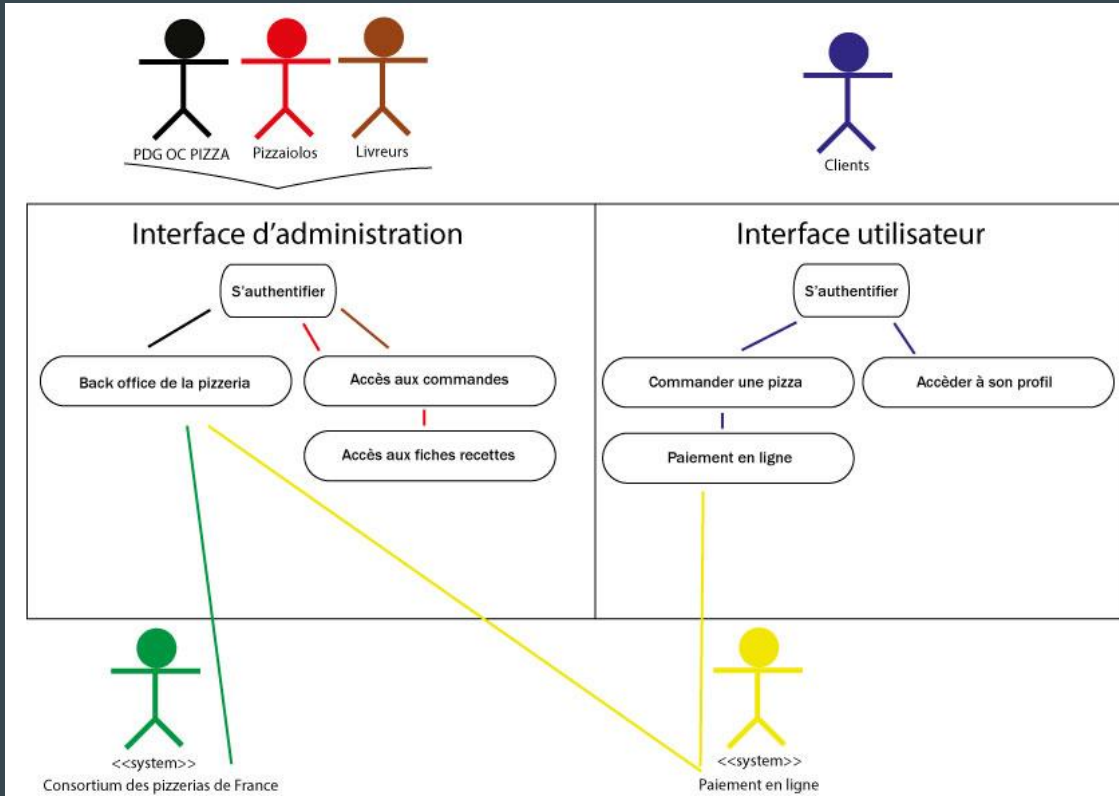 PDG OC PIZZA
Pizzaiolos
Livreurs
Clients
Interface d'administration
Interface utilisateur
S'authentifier
S'authentifier
Back office de la pizzeria
Accès aux commandes
Commander une pizza
Accèder à son profil
Accès aux fiches recettes
Paiement en ligne
<<system>>
Consortium des pizzerias de France
<<system>>
Paiement en ligne